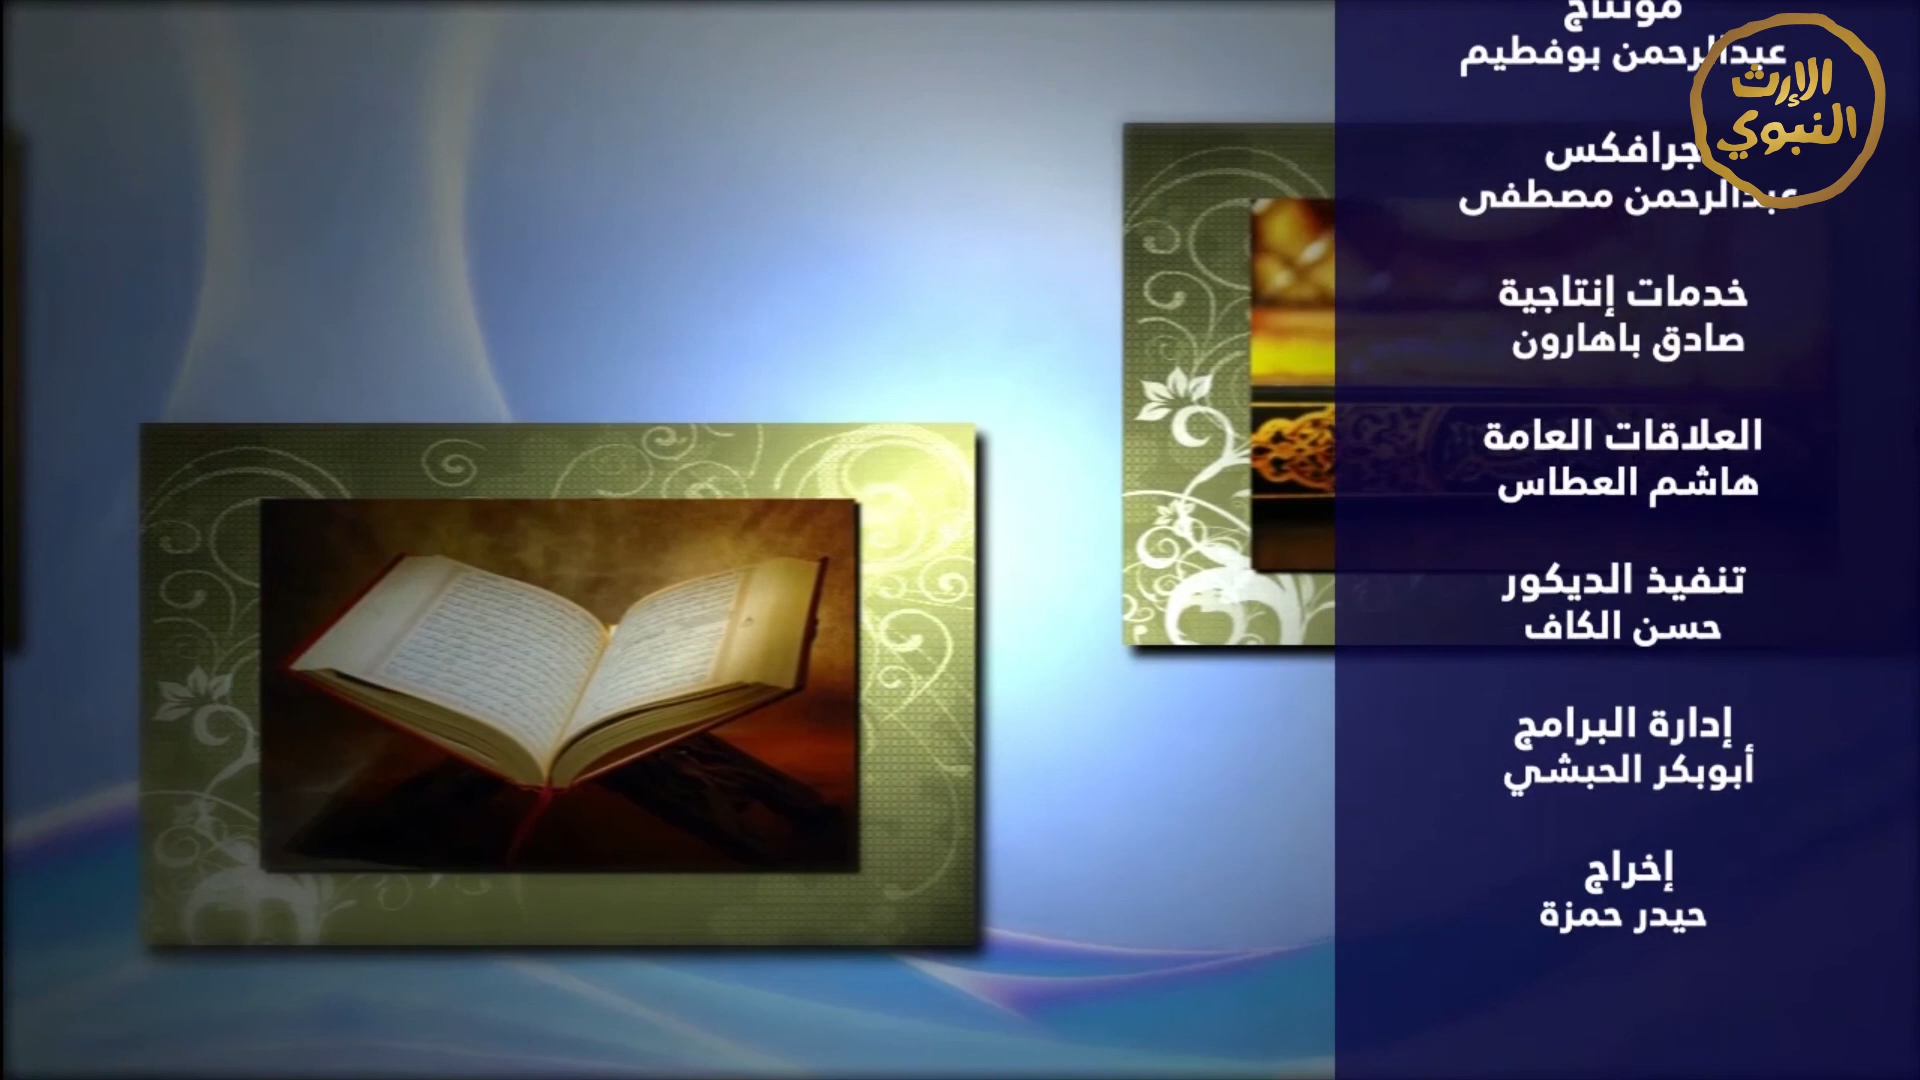 مونتاج
عبدالرحمن بوفطيم
جرافكس
عبدالرحمن مصطفى
خدمات إنتاجية
صادق باهارون
العلاقات العامة
هاشم العطاس
تنفيذ الديكور
حسن الكاف
إدارة البرامج
أبوبكر الحبشي
إخراج
حيدر حمزة
الإرث
النبوي